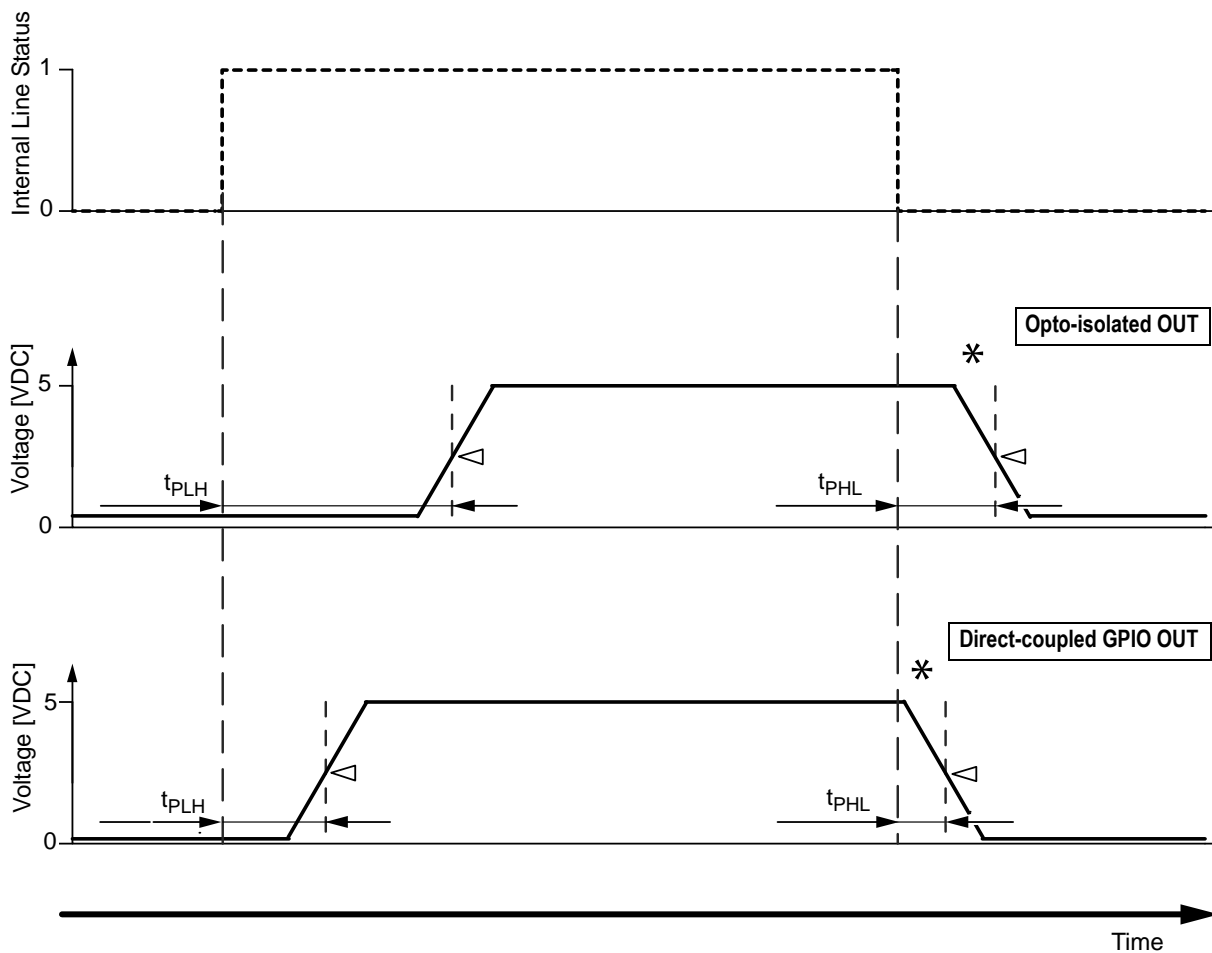 Internal Line Status
1
0
Opto-isolated OUT
*
Voltage [VDC]
5
tPLH
tPHL
0
Direct-coupled GPIO OUT
*
Voltage [VDC]
5
tPLH
tPHL
0
Time